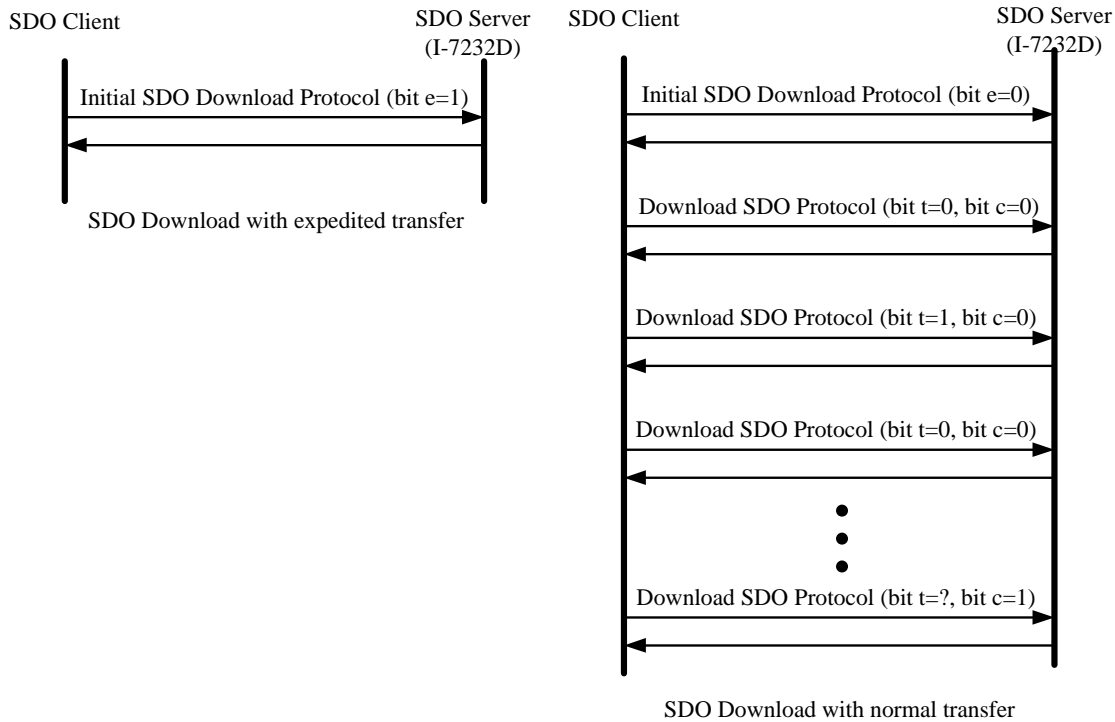 SDO Client
SDO Server
(I-7232D)
Initial SDO Download Protocol (bit e=1)
SDO Download with expedited transfer
SDO Client
SDO Server
(I-7232D)
Initial SDO Download Protocol (bit e=0)
Download SDO Protocol (bit t=0, bit c=0)
Download SDO Protocol (bit t=1, bit c=0)
Download SDO Protocol (bit t=0, bit c=0)
Download SDO Protocol (bit t=?, bit c=1)
SDO Download with normal transfer